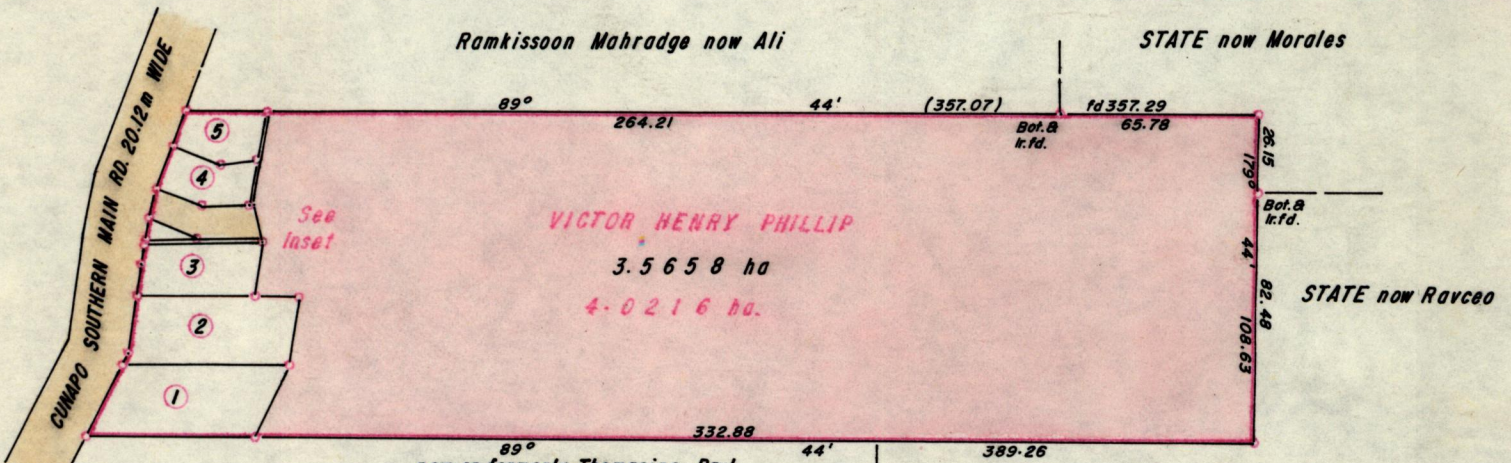 Ramkissoon Mahradge now Ali
STATE now Morales
CUNAPO SOUTHERN MAIN RD. 20.12m WIDE
89° 44' (357.07) fd 357.29
264.21
65.78
Bot.&
Ir.fd.
26.15
179° 44'
Bot.&
Ir.fd.
82.48
108.63
STATE now Ravceo
5
4
3
2
1
See
Inset
VICTOR HENRY PHILLIP
3.5658 ha
4.0216 ha.
332.88
89° 44' 389.26